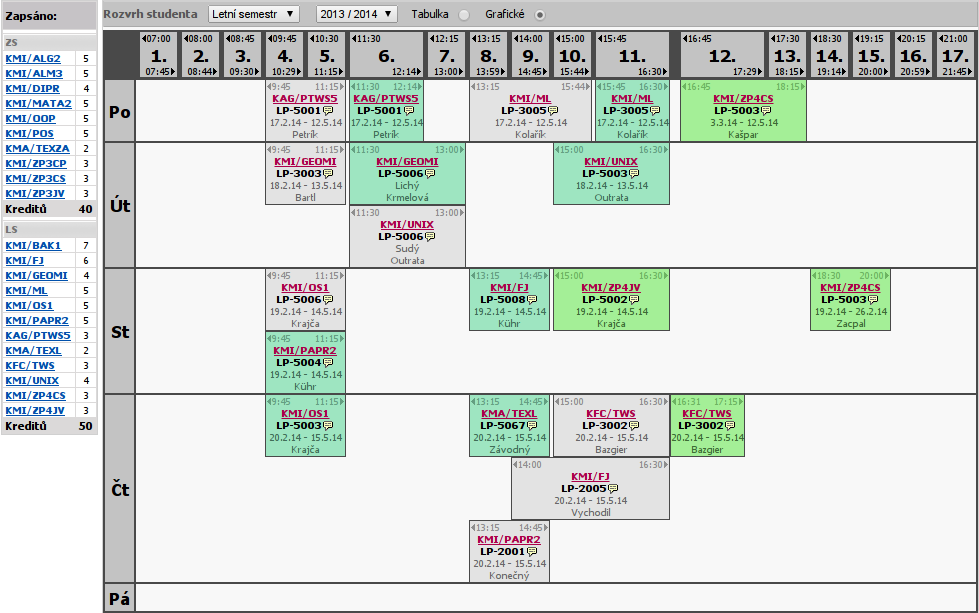 Zapsáno:
ZS
KMI/ALG2 5
KMI/ALM3 5
KMI/DIPR 4
KMI/MATA2 5
KMI/OOP 5
KMI/POS 5
KMA/TEXZA 2
KMI/ZP3CP 3
KMI/ZP3CS 3
KMI/ZP3JV 3
Kreditů 40
LS
KMI/BAK1 7
KMI/FJ 6
KMI/GEOMI 4
KMI/ML 5
KMI/OS1 5
KMI/PAPR2 5
KAG/PTWS5 3
KMA/TEXL 2
KFC/TWS 3
KMI/UNIX 4
KMI/ZP4CS 3
KMI/ZP4JV 3
Kreditů 50
Rozvrh studenta Letní semestr 2013 / 2014 Tabulka Grafické
07:00 08:00 08:45 09:45 10:30 11:30 12:15 13:15 14:00 15:00 15:45 16:45 17:30 18:30 19:15 20:15 21:00
1. 2. 3. 4. 5. 6. 7. 8. 9. 10. 11. 12. 13. 14. 15. 16. 17.
07:45 08:44 09:30 10:29 11:15 12:14 13:00 13:59 14:45 15:44 16:30 17:29 18:15 19:14 20:00 20:59 21:45
Po
9:45 11:15
KAG/PTWS5
LP-5001
17.2.14 - 12.5.14
Petrík
11:30 12:14
KAG/PTWS5
LP-5001
17.2.14 - 12.5.14
Petrík
13:15 15:44
KMI/ML
LP-3005
17.2.14 - 12.5.14
Kolařík
15:45 16:30
KMI/ML
LP-3005
17.2.14 - 12.5.14
Kolařík
16:45 18:15
KMI/ZP4CS
LP-5003
3.3.14 - 12.5.14
Kašpar
Út
9:45 11:15
KMI/GEOMI
LP-3003
18.2.14 - 13.5.14
Bartl
11:30 13:00
KMI/GEOMI
LP-5006
Lichý
Krmelová
15:00 16:30
KMI/UNIX
LP-5003
18.2.14 - 13.5.14
Outrata
11:30 13:00
KMI/UNIX
LP-5006
Sudý
Outrata
St
9:45 11:15
KMI/OS1
LP-5006
19.2.14 - 14.5.14
Krajča
13:15 14:45
KMI/FJ
LP-5008
19.2.14 - 14.5.14
Kühr
15:00 16:30
KMI/ZP4JV
LP-5002
19.2.14 - 14.5.14
Krajča
18:30 20:00
KMI/ZP4CS
LP-5003
19.2.14 - 26.2.14
Zacpal
9:45 11:15
KMI/PAPR2
LP-5004
19.2.14 - 14.5.14
Kühr
Čt
9:45 11:15
KMI/OS1
LP-5003
20.2.14 - 15.5.14
Krajča
13:15 14:45
KMA/TEXL
LP-5067
20.2.14 - 15.5.14
Závodný
15:00 16:30
KFC/TWS
LP-3002
20.2.14 - 15.5.14
Bazgier
16:31 17:15
KFC/TWS
LP-3002
20.2.14 - 15.5.14
Bazgier
14:00 16:30
KMI/FJ
LP-2005
20.2.14 - 15.5.14
Vychodil
13:15 14:45
KMI/PAPR2
LP-2001
20.2.14 - 15.5.14
Konečný
Pá